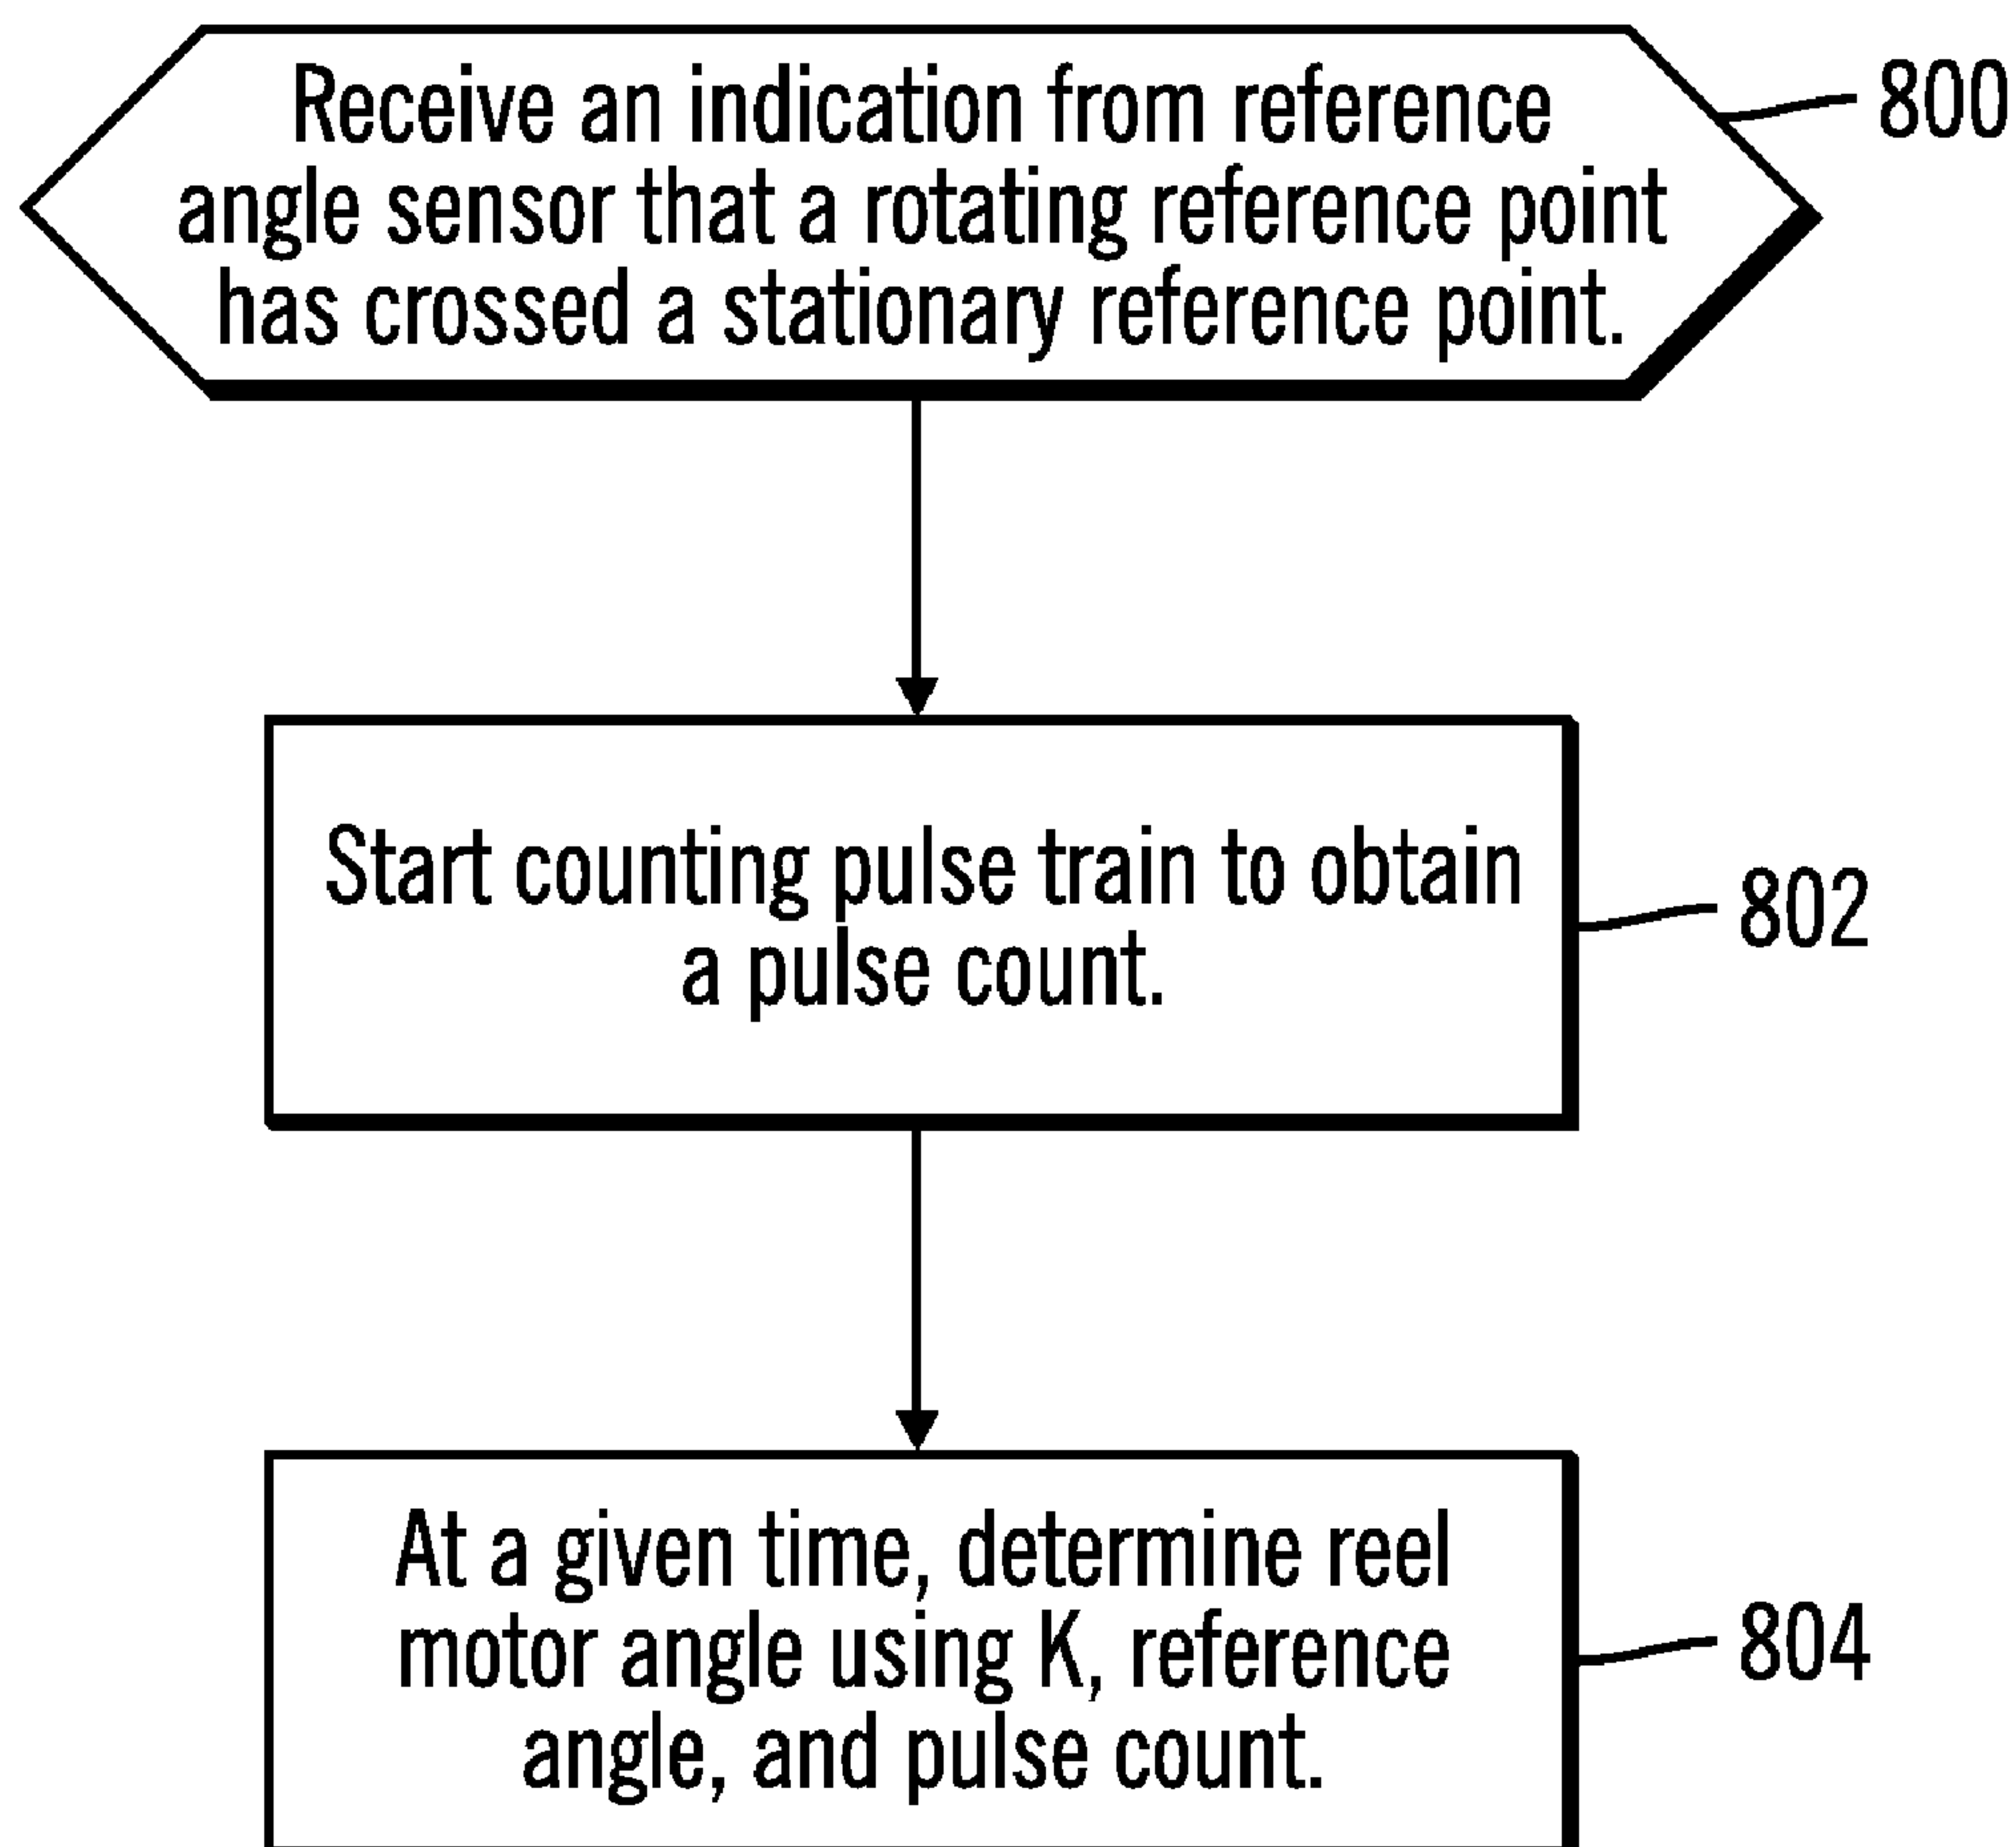 Receive an indication from reference
angle sensor that a rotating reference point
has crossed a stationary reference point.
800
Start counting pulse train to obtain
a pulse count.
802
At a given time, determine reel
motor angle using K, reference
angle, and pulse count.
804